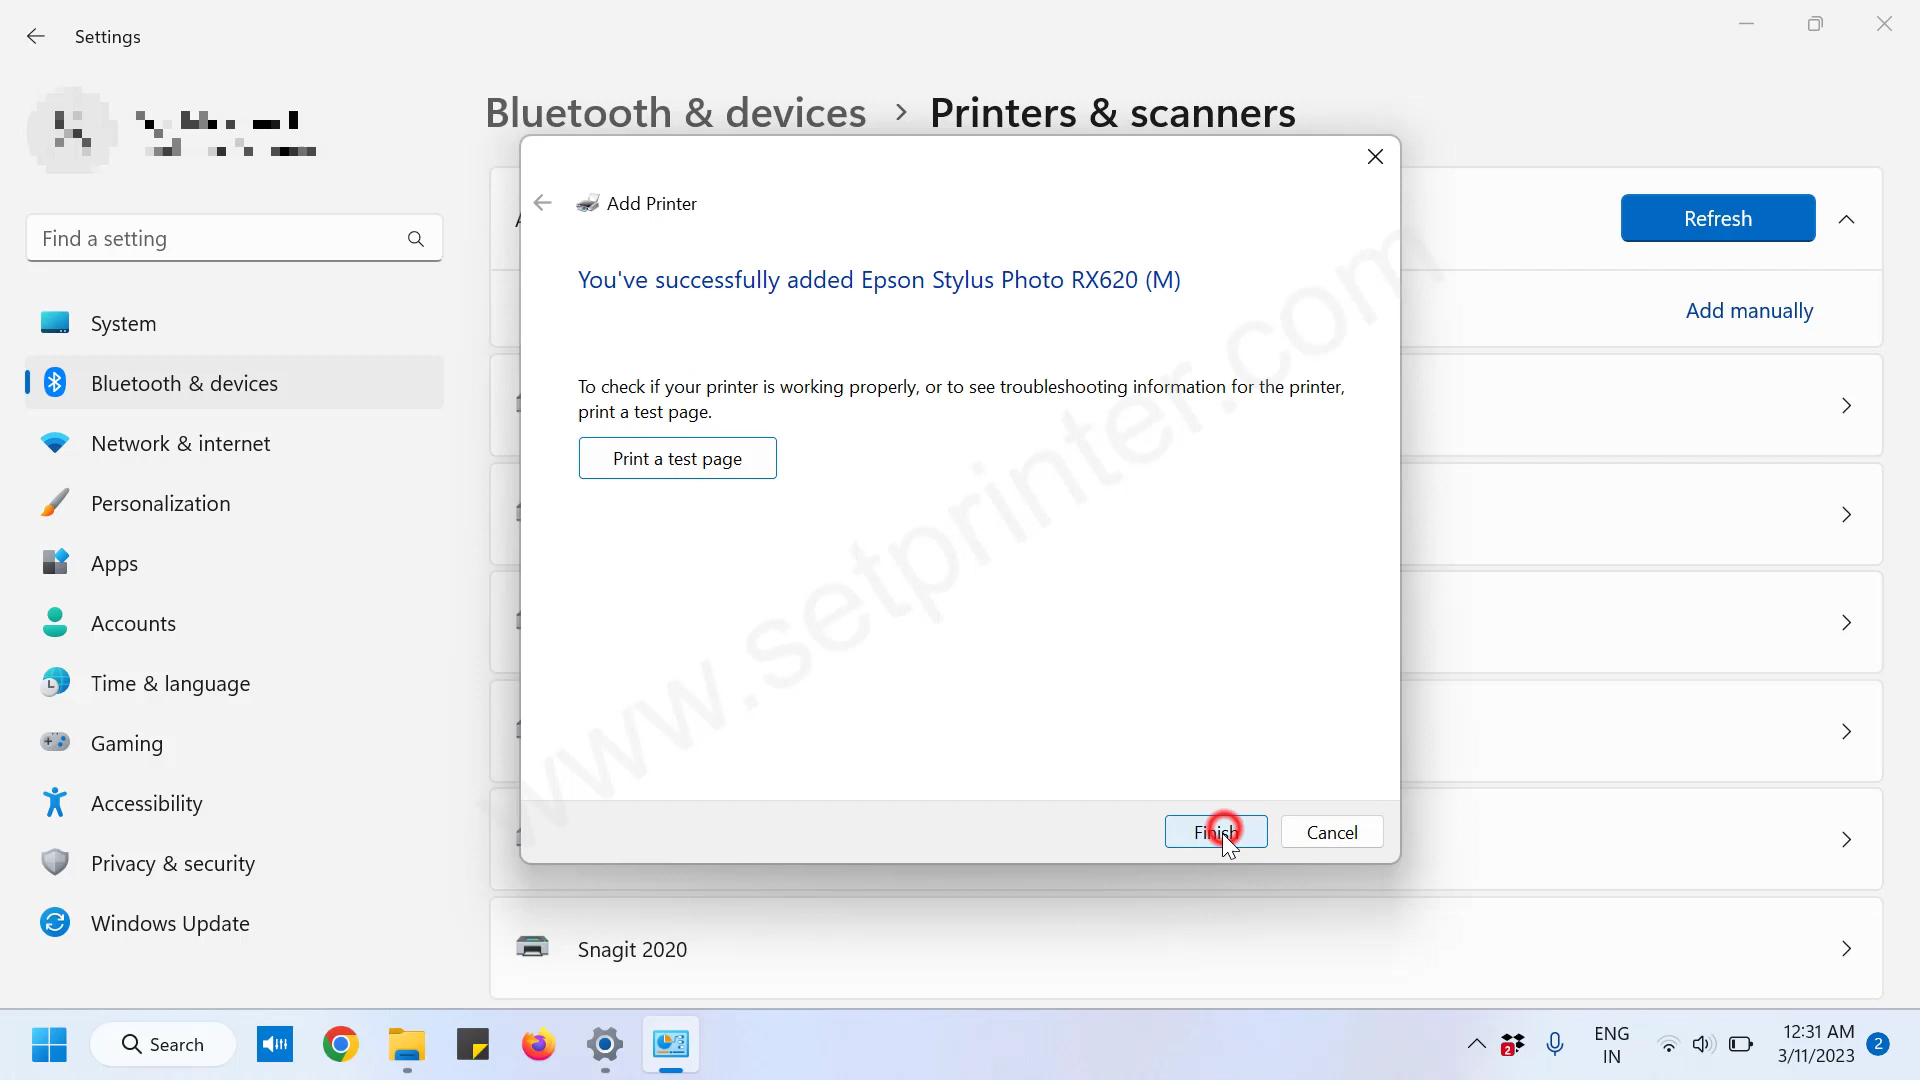 Settings
Bluetooth & devices > Printers & scanners
Find a setting
System
Bluetooth & devices
Network & internet
Personalization
Apps
Accounts
Time & language
Gaming
Accessibility
Privacy & security
Windows Update
Refresh
Add manually
Add Printer
You've successfully added Epson Stylus Photo RX620 (M)
To check if your printer is working properly, or to see troubleshooting information for the printer,
print a test page.
Print a test page
www.setprinter.com
Finish
Cancel
Snagit 2020
Search
2
ENG
IN
12:31 AM
3/11/2023
2